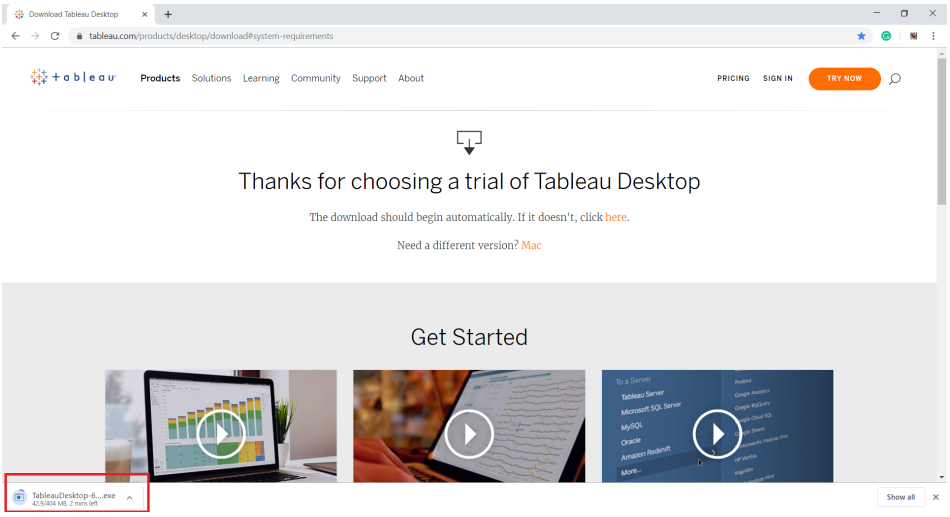 Download Tableau Desktop
tableau.com/products/desktop/download#system-requirements
+ a b | e a u
Products Solutions Learning Community Support About
PRICING SIGN IN TRY NOW
Thanks for choosing a trial of Tableau Desktop
The download should begin automatically. If it doesn't, click here.
Need a different version? Mac
Get Started
To a Server
Tableau Server
Microsoft SQL Server
MySQL
Oracle
Amazon Redshift
More...
Firebird
Google Analytics
Google BigQuery
Google Cloud SQL
Google Sheets
Hortonworks Hadoop Hive
HP Vertica
Kognitio
TableauDesktop-6....exe
42.9/404 MB, 2 mins left
Show all